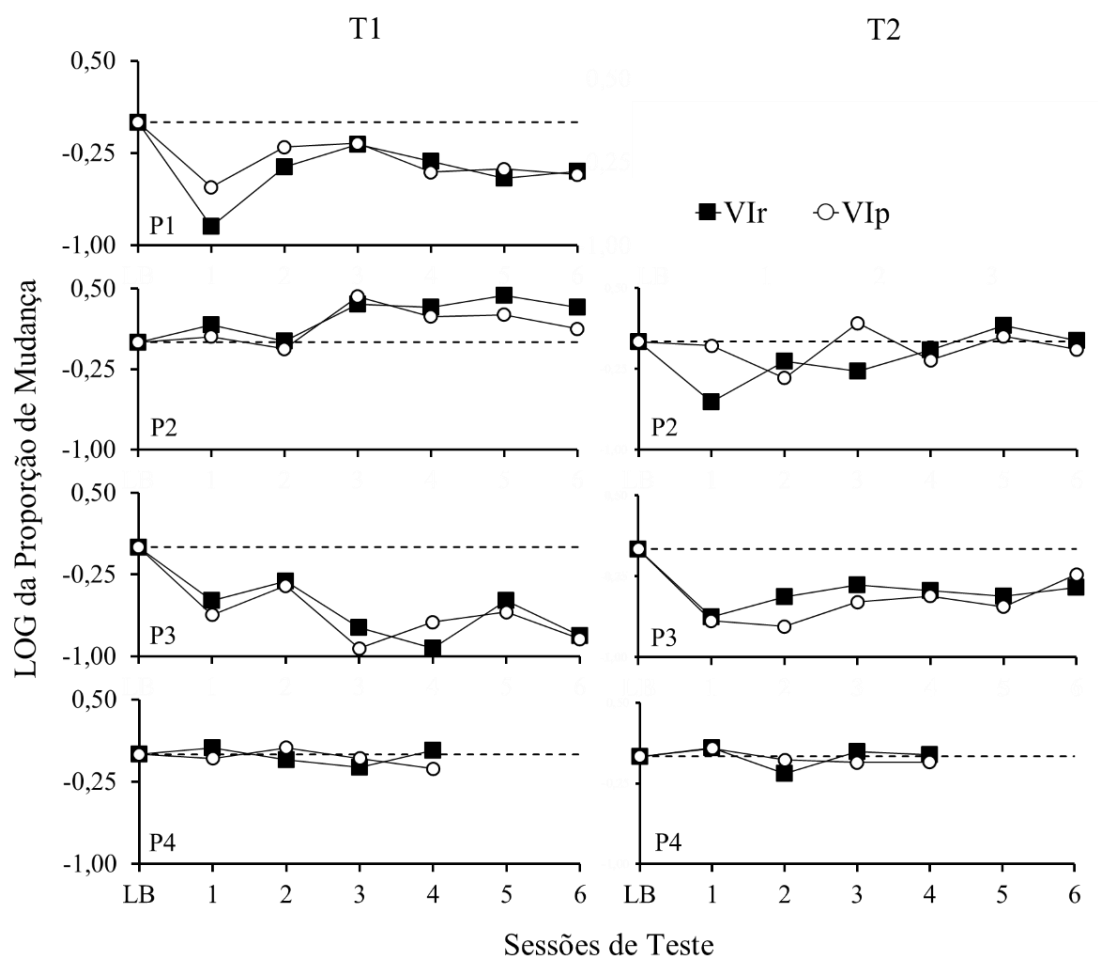 T1
T2
0,50
-0,25
-1,00
P1
VIr
VIp
0,50
-0,25
-1,00
P2
P2
0,50
-0,25
-1,00
P3
P3
0,50
-0,25
-1,00
P4
P4
LB 1 2 3 4 5 6
LB 1 2 3 4 5 6
LOG da Proporção de Mudança
Sessões de Teste